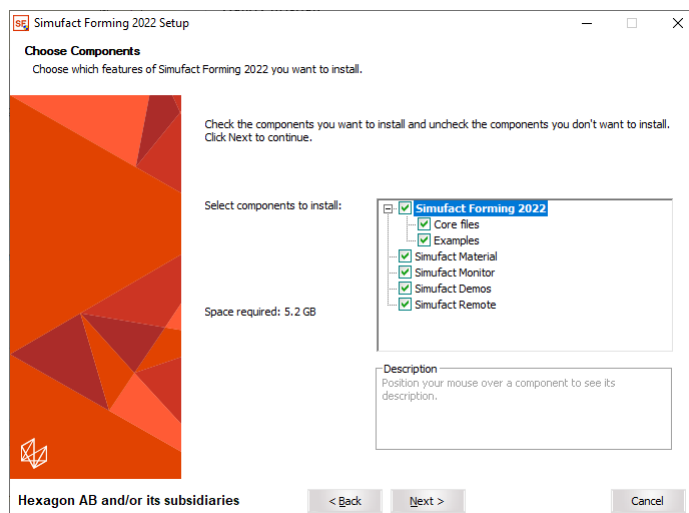 SF Simufact Forming 2022 Setup
Choose Components
Choose which features of Simufact Forming 2022 you want to install.
Check the components you want to install and uncheck the components you don't want to install.
Click Next to continue.
Select components to install:
Simufact Forming 2022
Core files
Examples
Simufact Material
Simufact Monitor
Simufact Demos
Simufact Remote
Space required: 5.2 GB
Description
Position your mouse over a component to see its
description.
Hexagon AB and/or its subsidiaries
< Back
Next >
Cancel